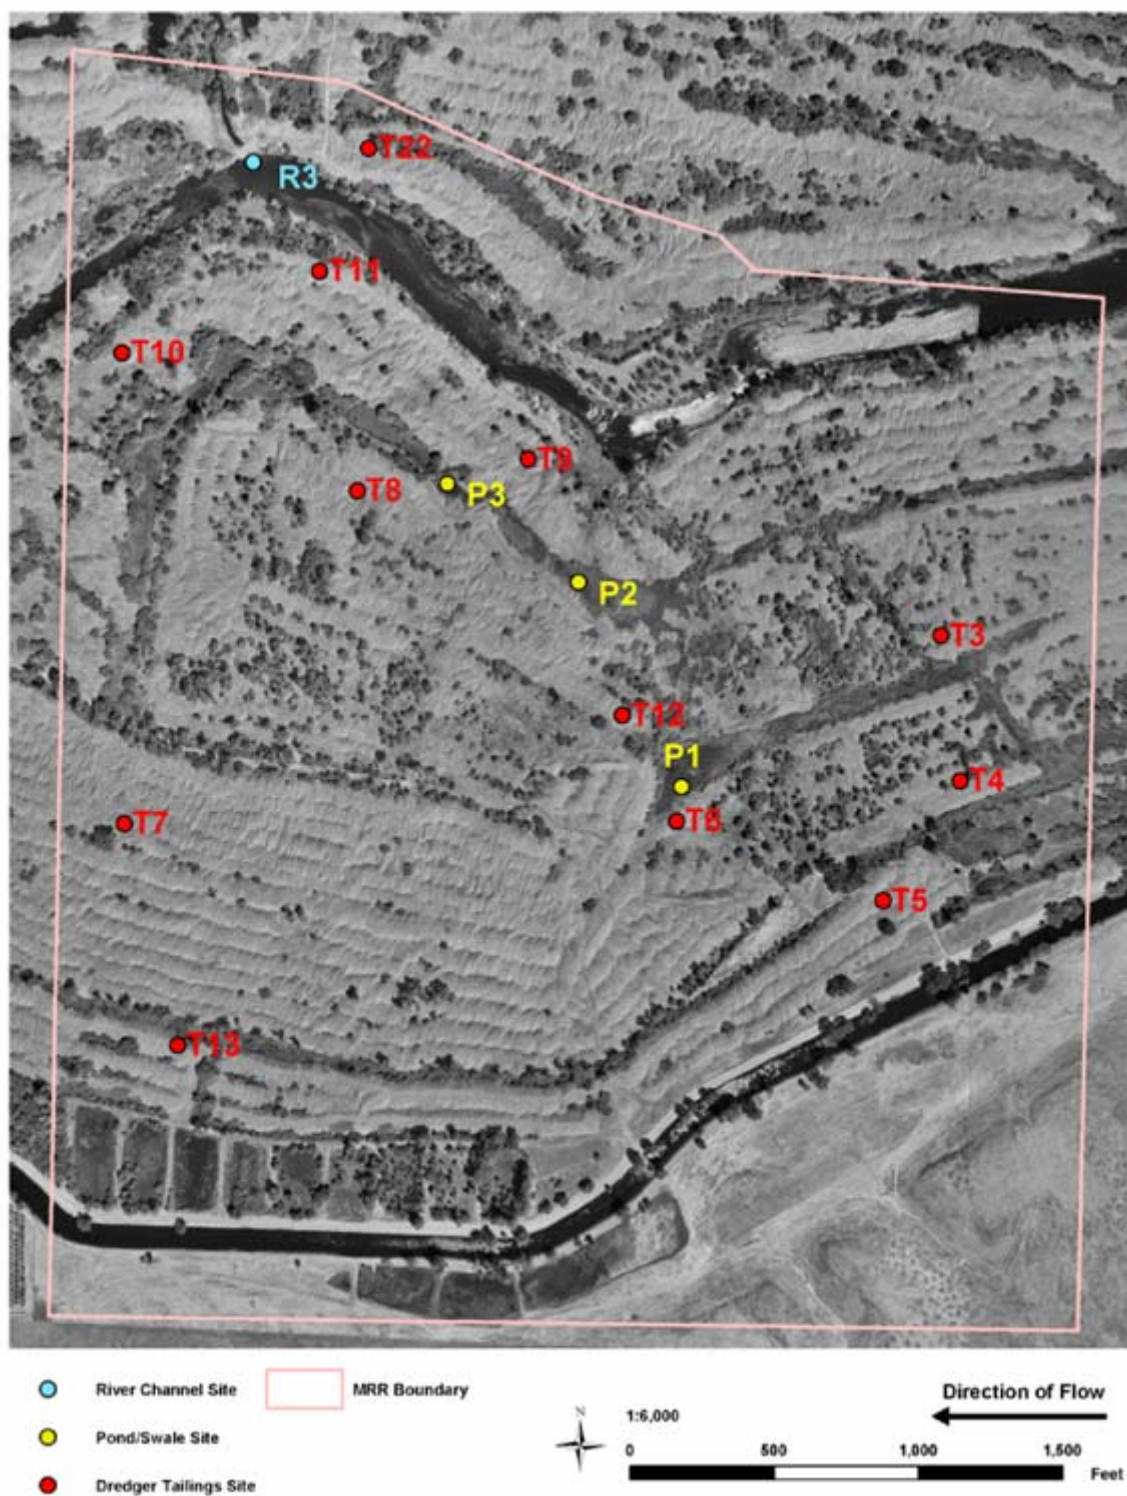 T22
R3
T11
T10
T9
T8
P3
P2
T3
T12
P1
T4
T6
T7
T5
T13
River Channel Site
MRR Boundary
Direction of Flow
N
1:6,000
Pond/Swale Site
0 500 1,000 1,500
Feet
Dredger Tailings Site